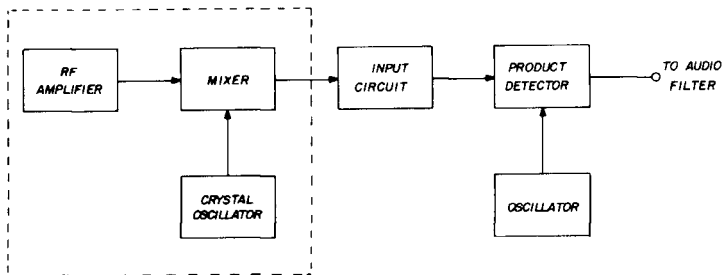 RF
AMPLIFIER
MIXER
INPUT
CIRCUIT
PRODUCT
DETECTOR
TO AUDIO
FILTER
CRYSTAL
OSCILLATOR
OSCILLATOR